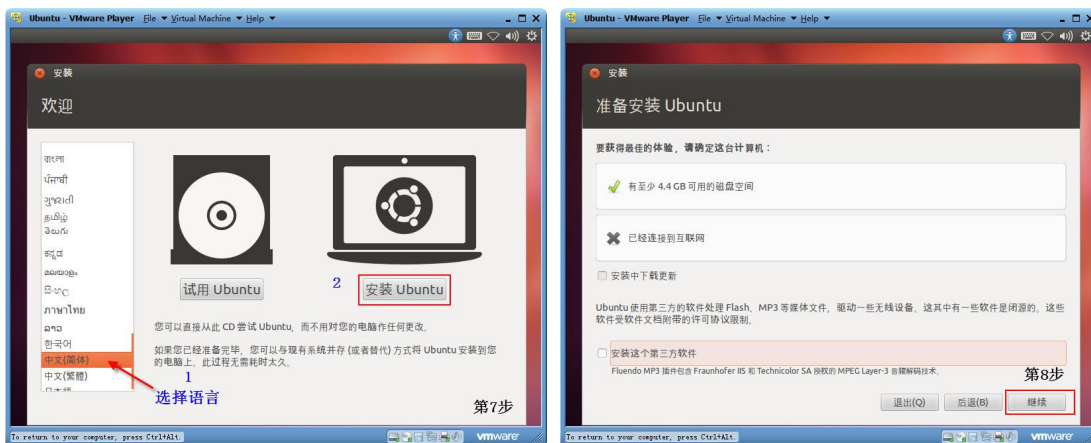 Ubuntu - VMware Player File ▼ Virtual Machine ▼ Help ▼
安装
欢迎
বাংলা
ਪੰਜਾਬੀ
ગુજરાતી
தமிழ்
తెలుగు
ಕನ್ನಡ
മലയാളം
සිංහල
ภาษาไทย
ລາວ
한국어
中文(简体)
中文(繁體)
日本語
试用 Ubuntu
2
安装 Ubuntu
您可以直接从此 CD 尝试 Ubuntu，而不用对您的电脑作任何更改。
如果您已经准备完毕，您可以与现有系统并存 (或者替代) 方式将 Ubuntu 安装到您
的电脑上。此过程无需耗时太久。
1
选择语言
第7步
To return to your computer, press Ctrl+Alt.
vmware
Ubuntu - VMware Player File ▼ Virtual Machine ▼ Help ▼
安装
准备安装 Ubuntu
要获得最佳的体验，请确定这台计算机：
有至少 4.4 GB 可用的磁盘空间
已经连接到互联网
安装中下载更新
Ubuntu 使用第三方的软件处理 Flash、MP3 等媒体文件，驱动一些无线设备。这其中有一些软件是闭源的。这些
软件受软件文档附带的许可协议限制。
安装这个第三方软件
Fluendo MP3 插件包含 Fraunhofer IIS 和 Technicolor SA 授权的 MPEG Layer-3 音频解码技术。
第8步
退出(Q)
后退(B)
继续
To return to your computer, press Ctrl+Alt.
vmware